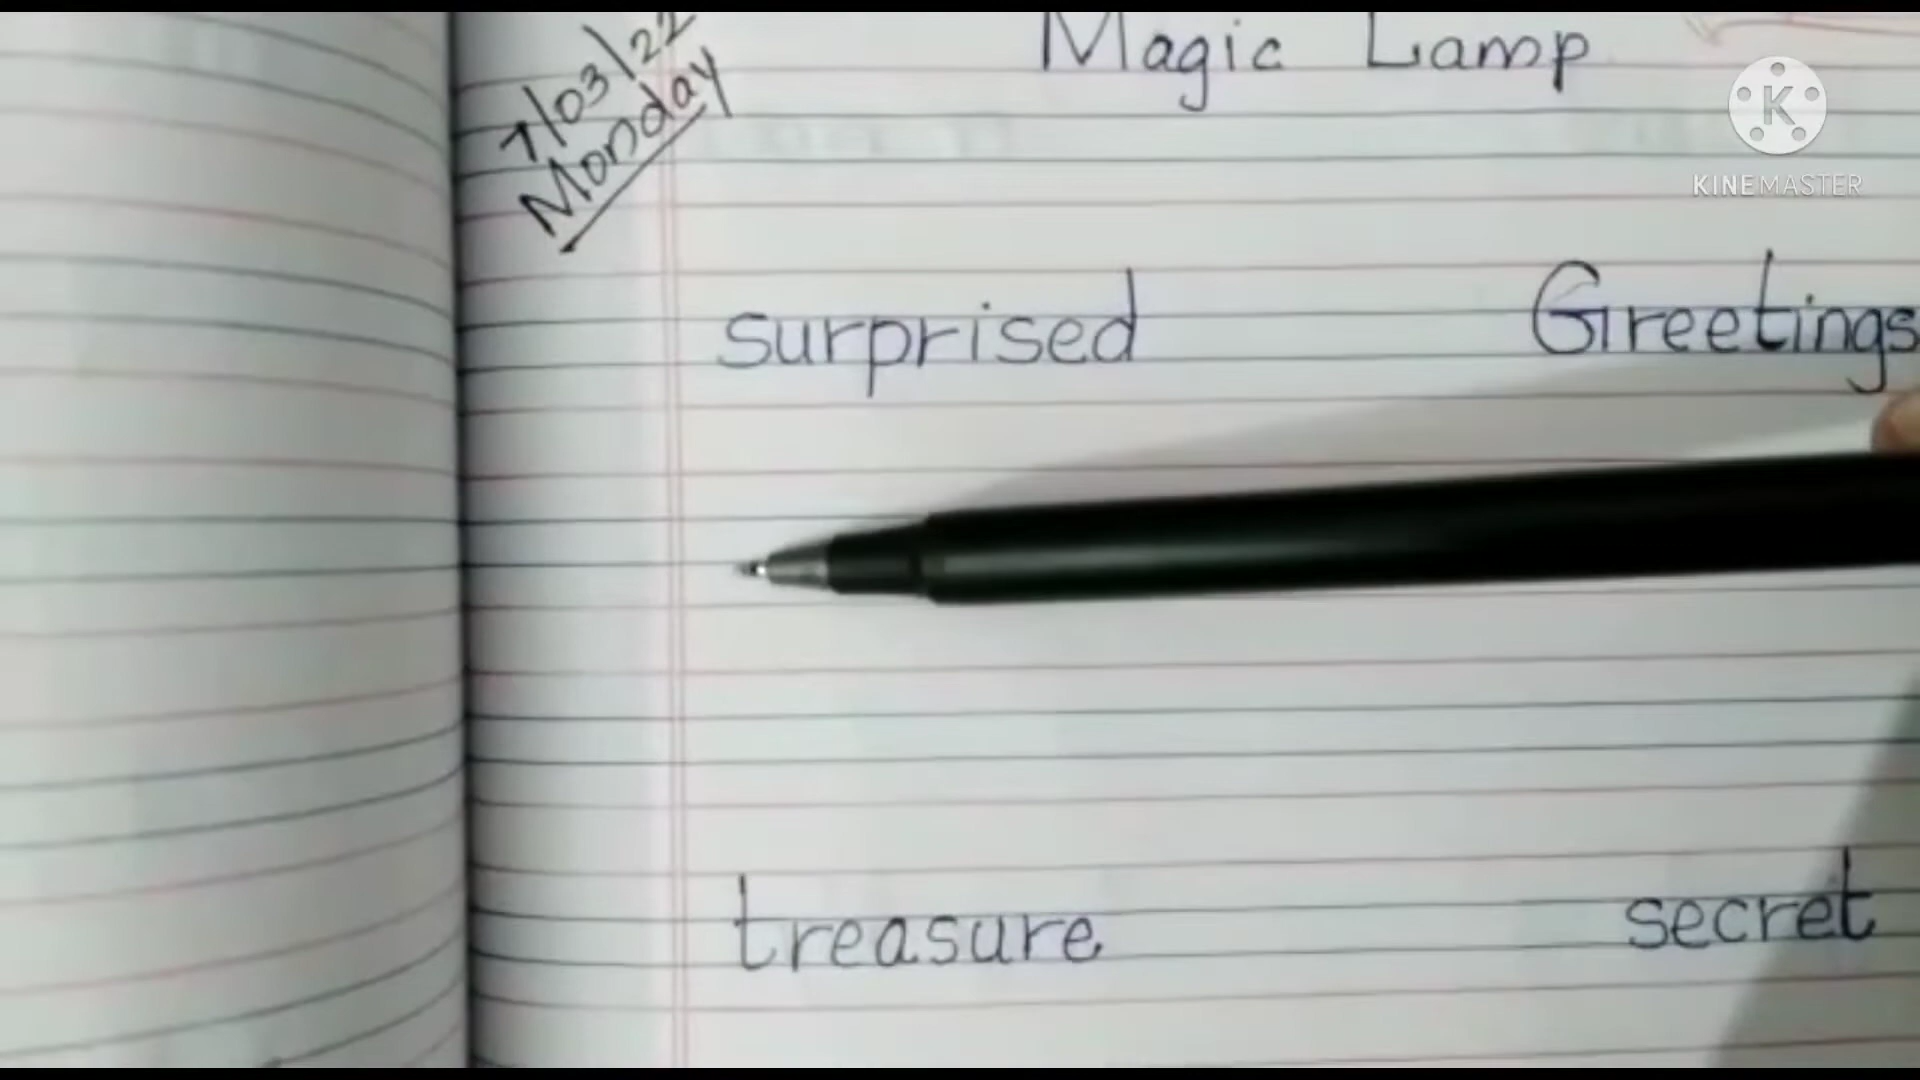 7/03/22
Monday
Magic Lamp
KINEMASTER
surprised Greetings
treasure secret